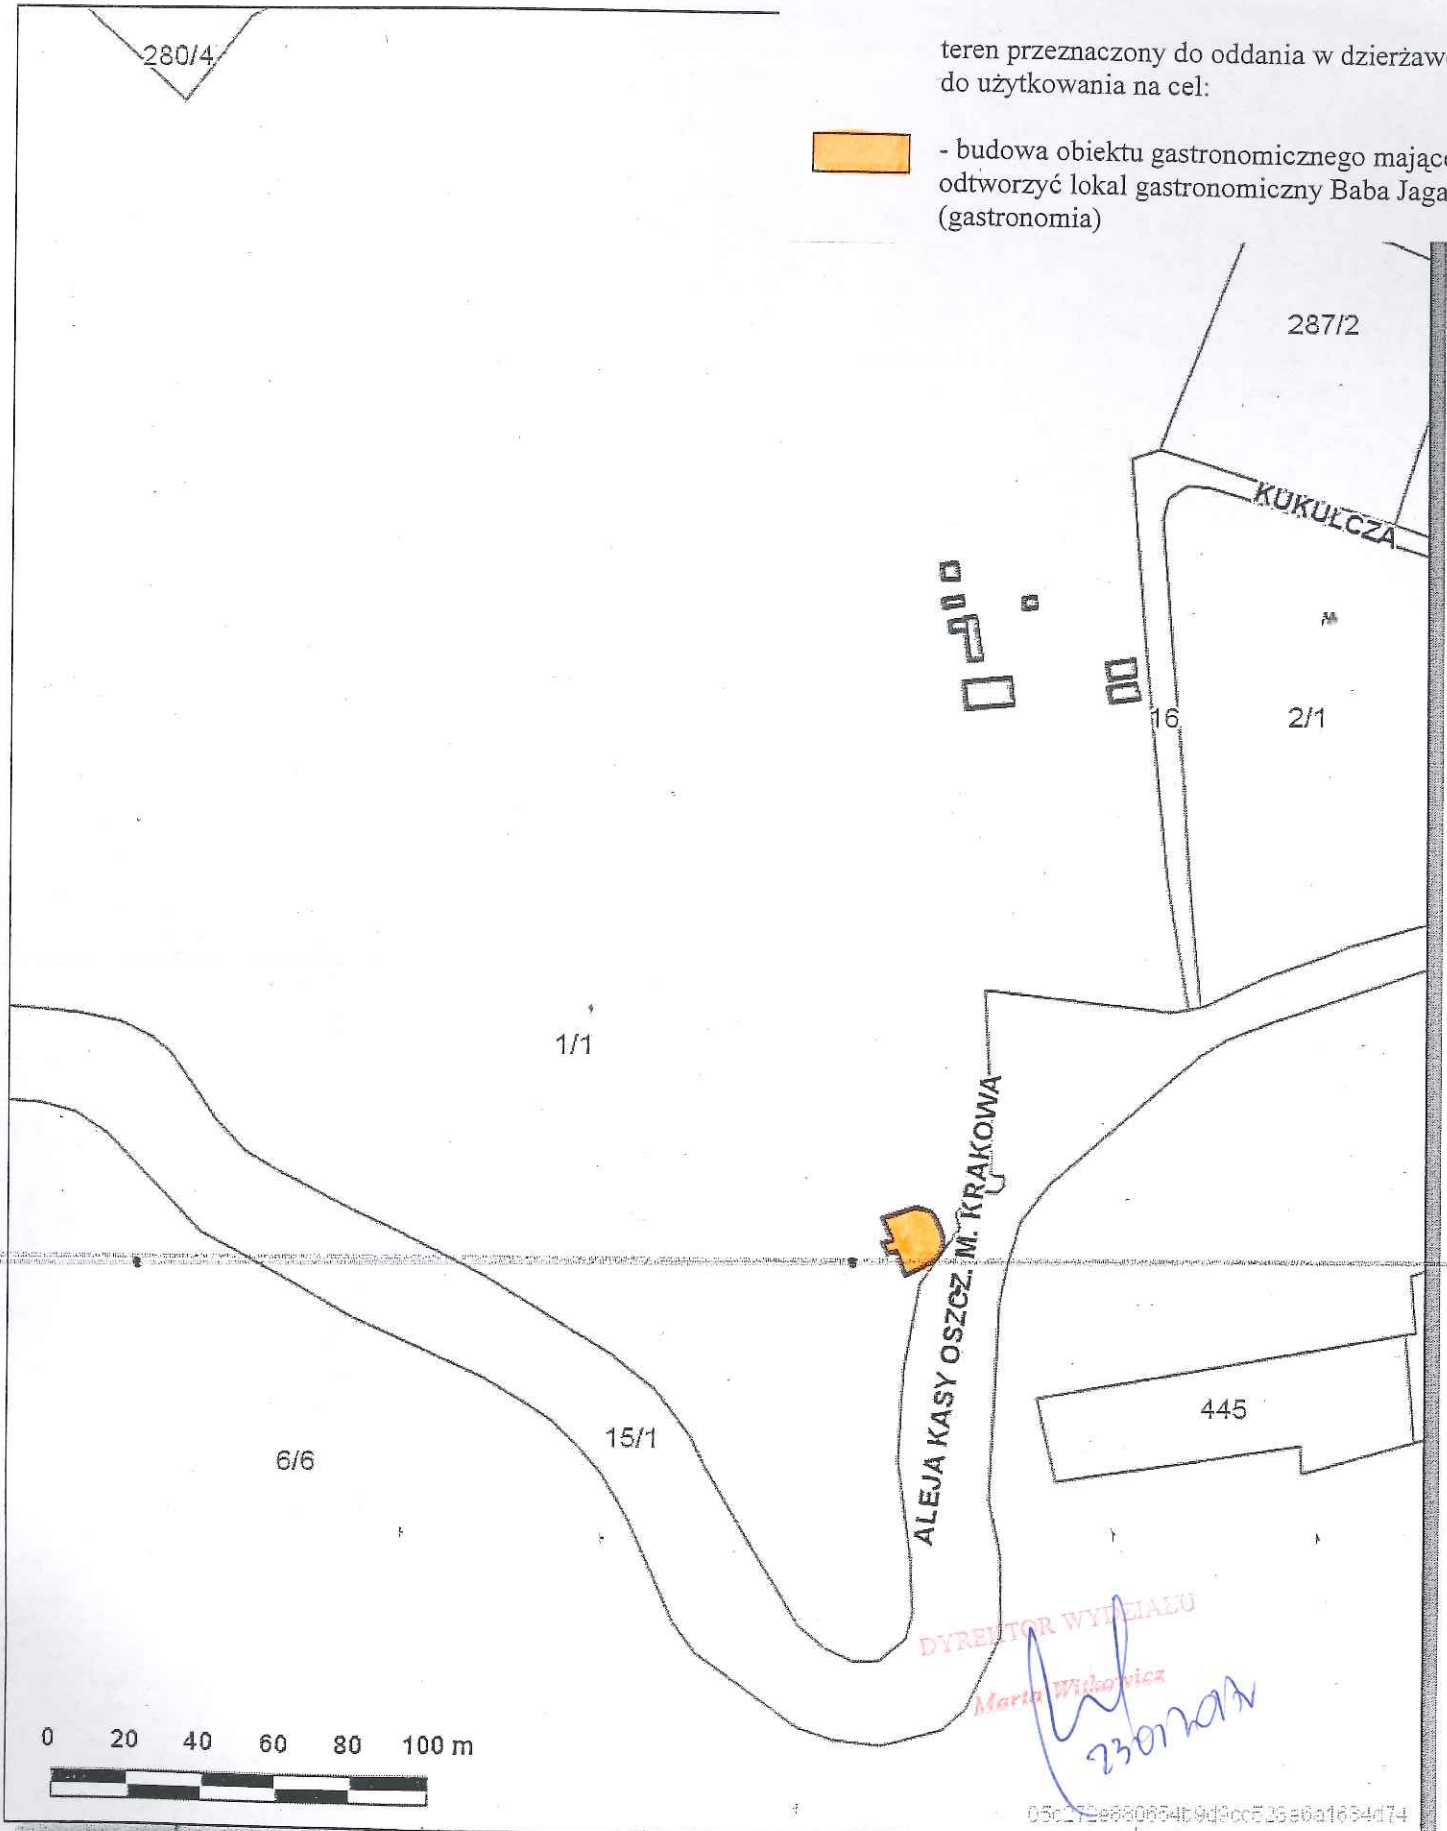 280/4
teren przeznaczony do oddania w dzierżaw
do użytkowania na cel:
- budowa obiektu gastronomicznego mające
odtworzyć lokal gastronomiczny Baba Jaga
(gastronomia)
287/2
KUKUŁCZA
16
2/1
1/1
ALEJA KASY OSZCZ. M. KRAKOWA
445
15/1
6/6
DYREKTOR WYDZIAŁU
Marta Witkowicz
0 20 40 60 80 100 m